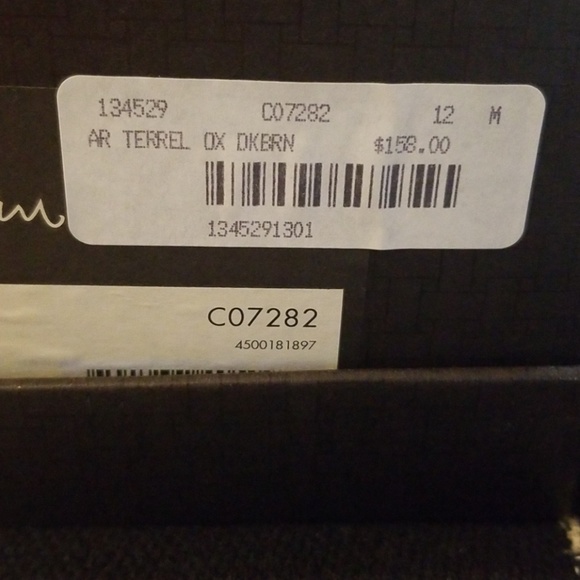 134529 C07282 12 M
AR TERREL OX DKBRN $158.00
1345291301
C07282
4500181897